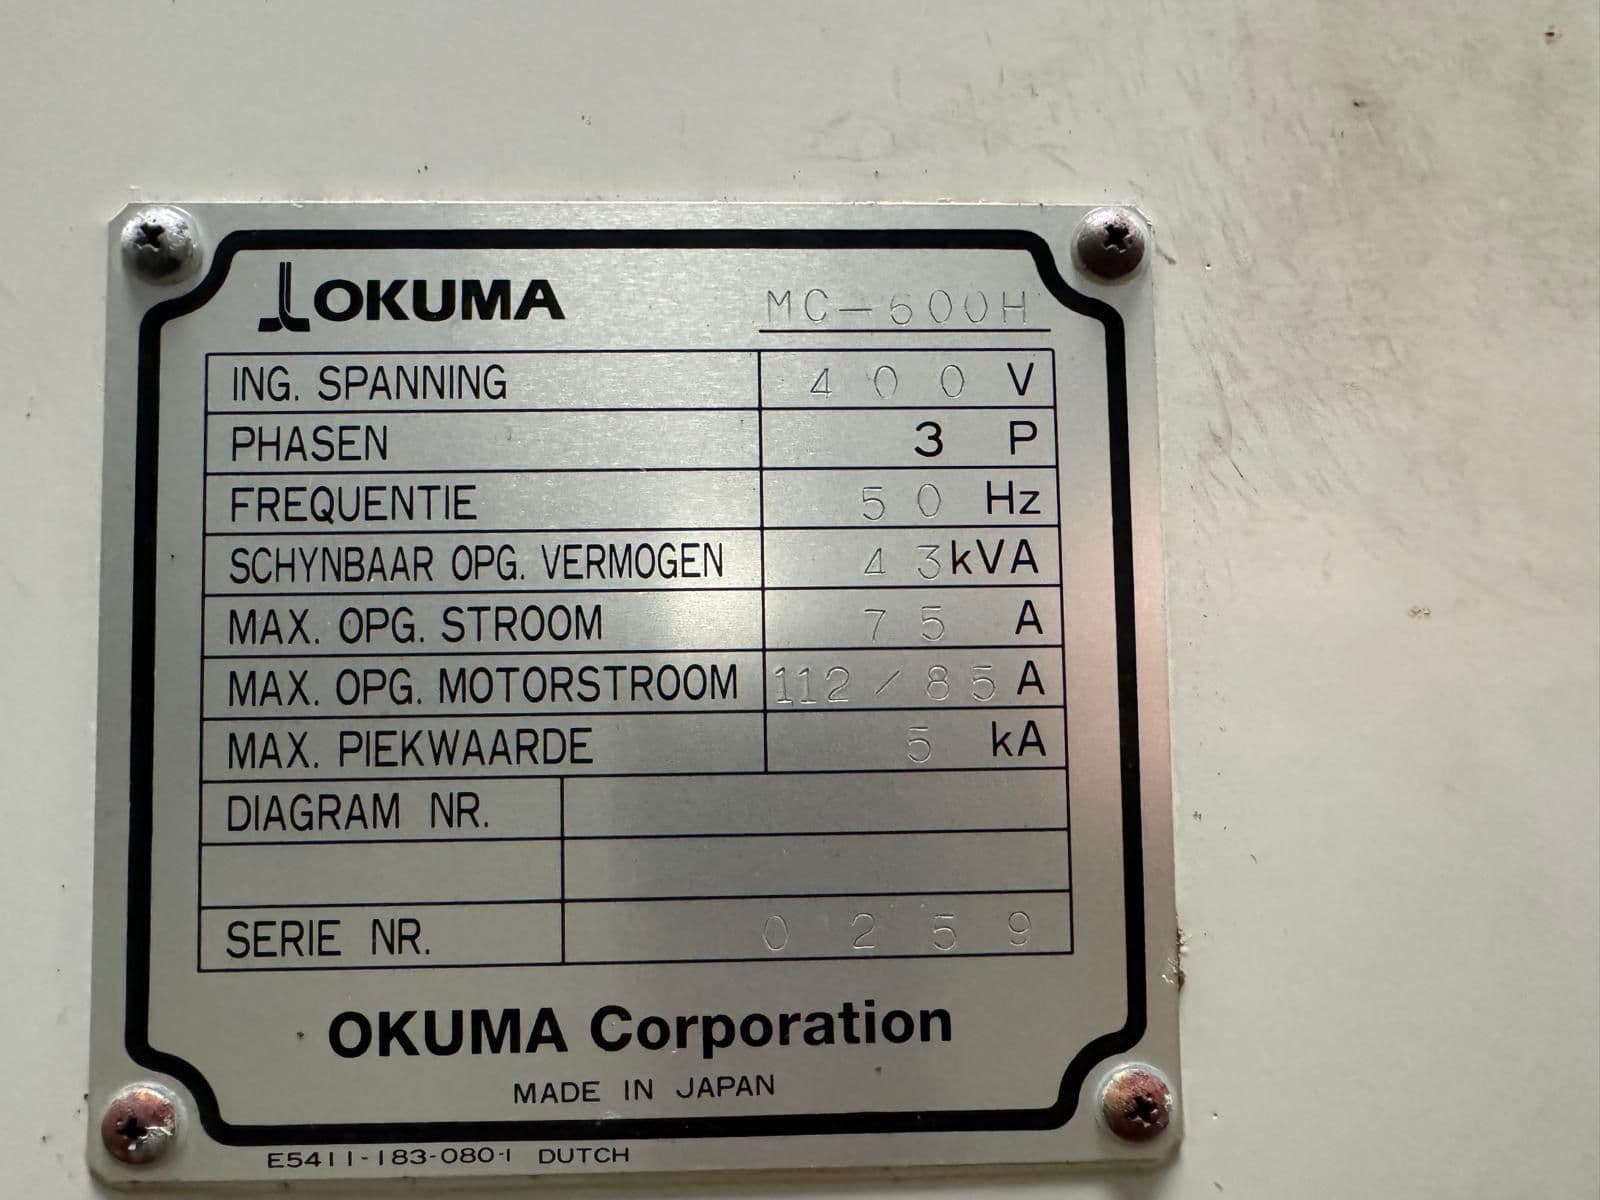 OKUMA MC-600H
ING. SPANNING 400 V
PHASEN 3 P
FREQUENTIE 50 Hz
SCHYNBAAR OPG. VERMOGEN 43 kVA
MAX. OPG. STROOM 75 A
MAX. OPG. MOTORSTROOM 112/85 A
MAX. PIEKWAARDE 5 kA
DIAGRAM NR.
SERIE NR. 0259
OKUMA Corporation
MADE IN JAPAN
E5411-183-080-1 DUTCH